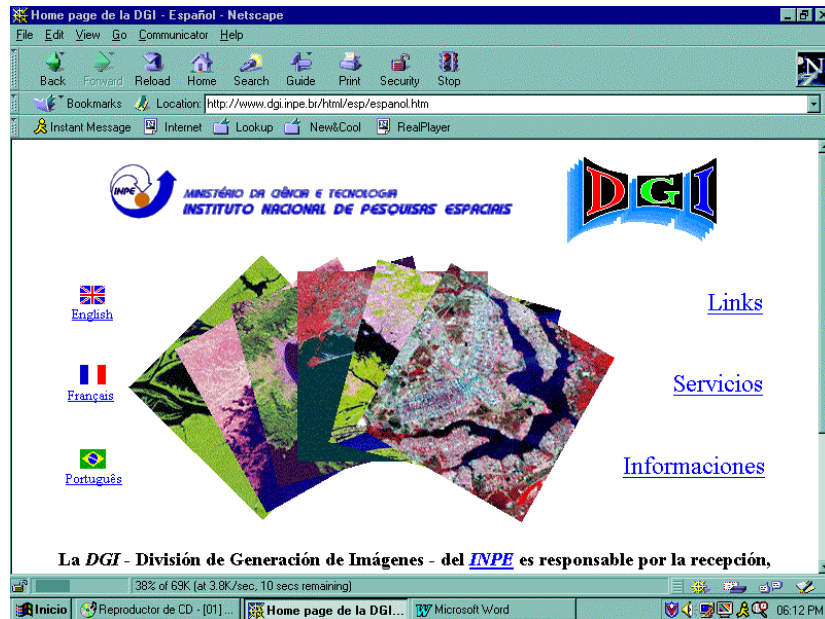 Home page de la DGI - Español - Netscape
File Edit View Go Communicator Help
Back Forward Reload Home Search Guide Print Security Stop
N
Bookmarks Location: http://www.dgi.inpe.br/html/esp/espanol.htm
Instant Message Internet Lookup New&Cool RealPlayer
INPE
MINISTÉRIO DA CIÊNCIA E TECNOLOGIA
INSTITUTO NACIONAL DE PESQUISAS ESPACIAIS
DGI
English
Links
Français
Servicios
Português
Informaciones
La DGI - División de Generación de Imágenes - del INPE es responsable por la recepción,
38% of 69K (at 3.8K/sec, 10 secs remaining)
Inicio Reproductor de CD - [01] ... Home page de la DGI... Microsoft Word 06:12 PM